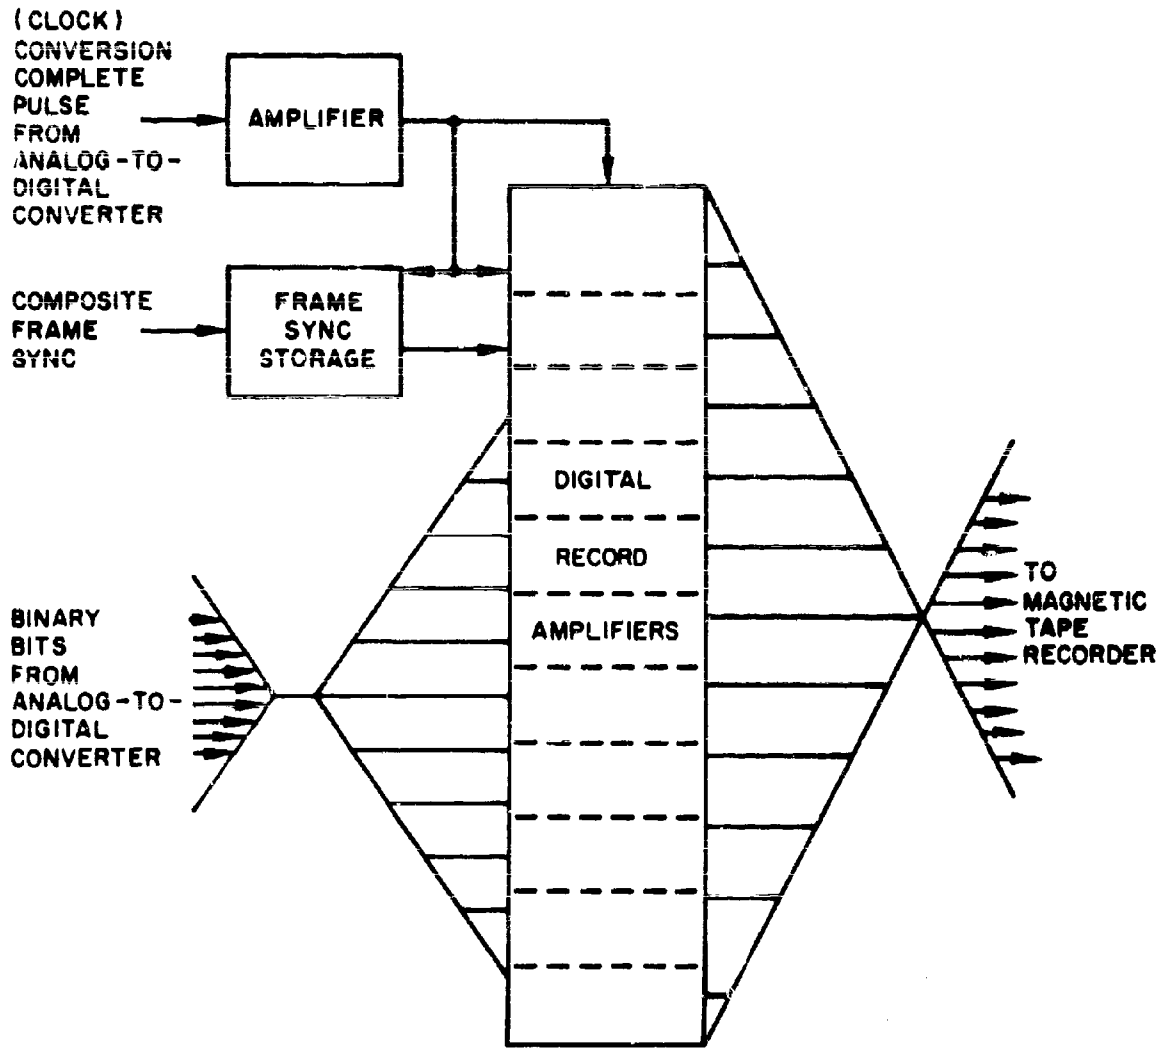 (CLOCK)
CONVERSION
COMPLETE
PULSE
FROM
ANALOG-TO-
DIGITAL
CONVERTER
AMPLIFIER
COMPOSITE
FRAME
SYNC
FRAME
SYNC
STORAGE
DIGITAL
RECORD
AMPLIFIERS
BINARY
BITS
FROM
ANALOG-TO-
DIGITAL
CONVERTER
TO
MAGNETIC
TAPE
RECORDER